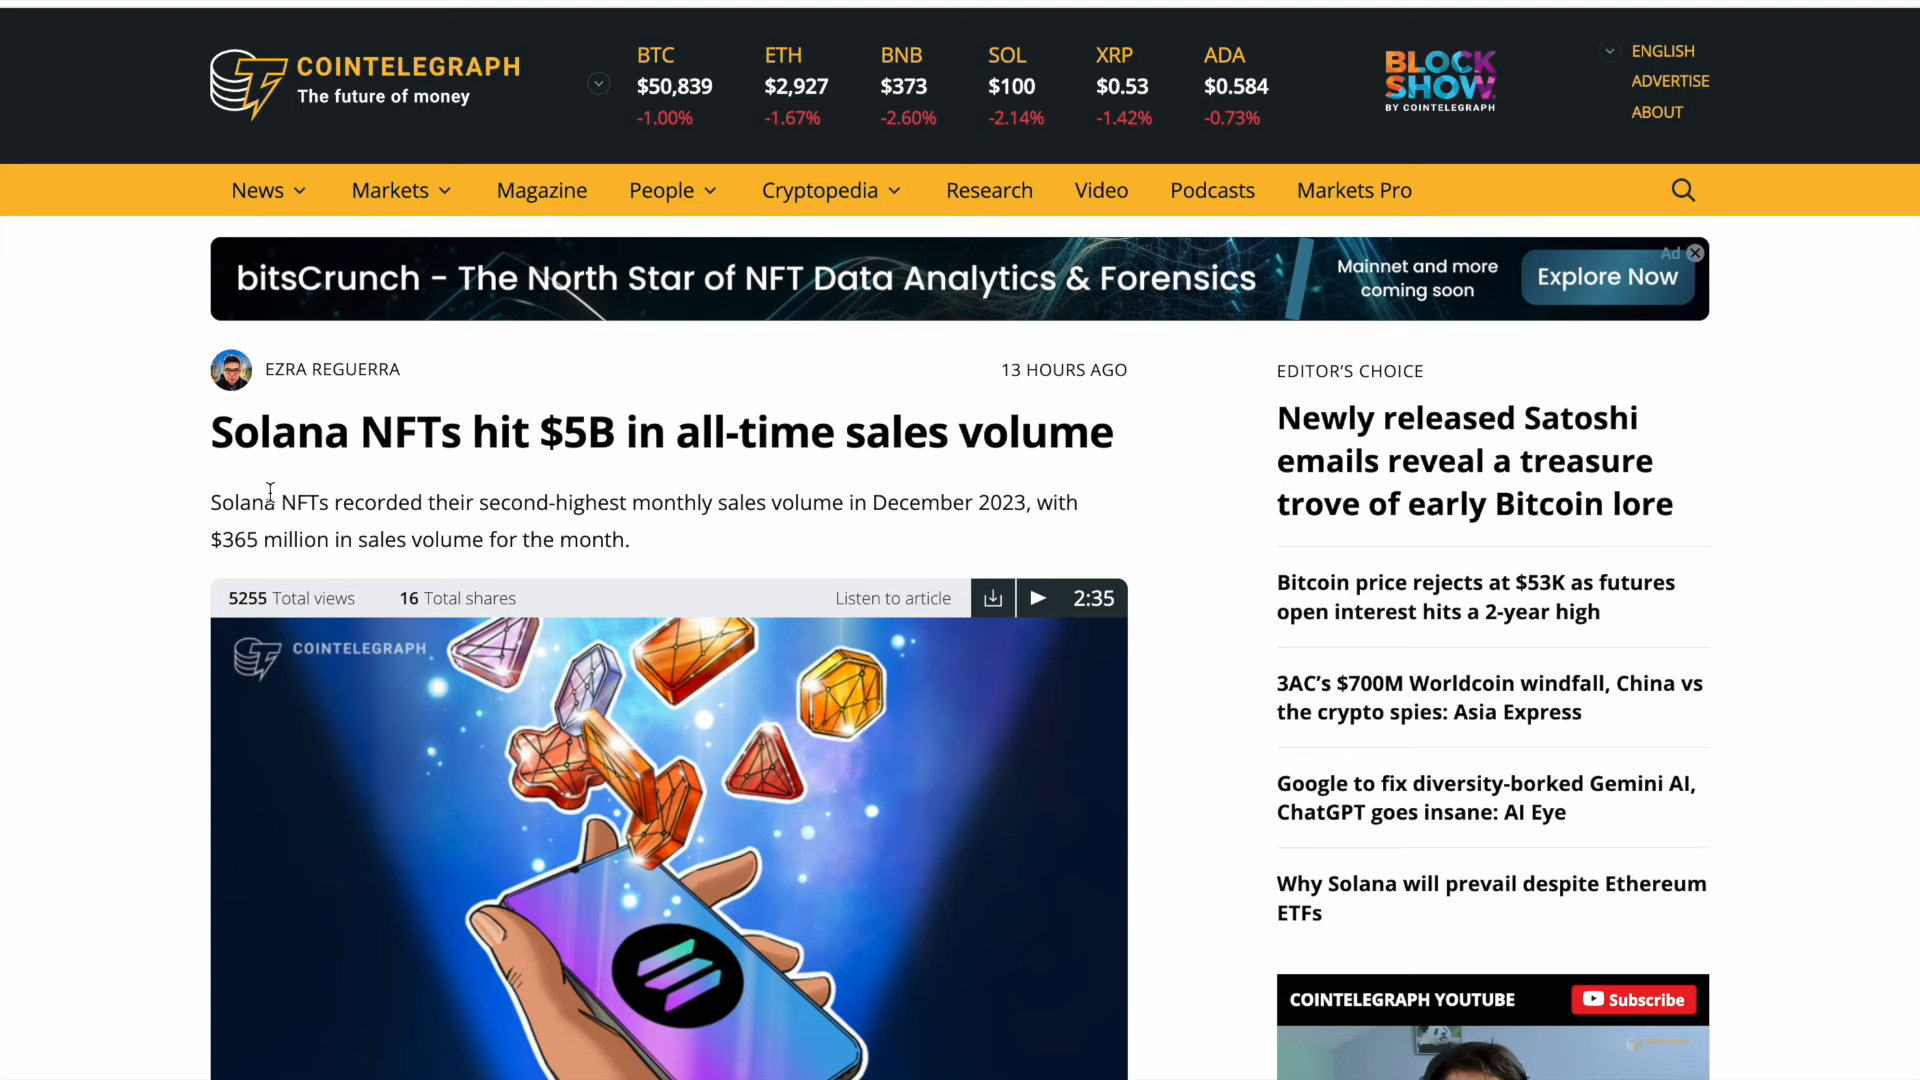 COINTELEGRAPH
The future of money
BTC
$50,839
-1.00%
ETH
$2,927
-1.67%
BNB
$373
-2.60%
SOL
$100
-2.14%
XRP
$0.53
-1.42%
ADA
$0.584
-0.73%
BLOCK
SHOW
BY COINTELEGRAPH
ENGLISH
ADVERTISE
ABOUT
News
Markets
Magazine
People
Cryptopedia
Research
Video
Podcasts
Markets Pro
bitsCrunch - The North Star of NFT Data Analytics & Forensics
Mainnet and more
coming soon
Explore Now
Ad
EZRA REGUERRA
13 HOURS AGO
Solana NFTs hit $5B in all-time sales volume
Solana NFTs recorded their second-highest monthly sales volume in December 2023, with
$365 million in sales volume for the month.
5255 Total views
16 Total shares
Listen to article
2:35
COINTELEGRAPH
EDITOR'S CHOICE
Newly released Satoshi
emails reveal a treasure
trove of early Bitcoin lore
Bitcoin price rejects at $53K as futures
open interest hits a 2-year high
3AC's $700M Worldcoin windfall, China vs
the crypto spies: Asia Express
Google to fix diversity-borked Gemini AI,
ChatGPT goes insane: AI Eye
Why Solana will prevail despite Ethereum
ETFs
COINTELEGRAPH YOUTUBE
Subscribe